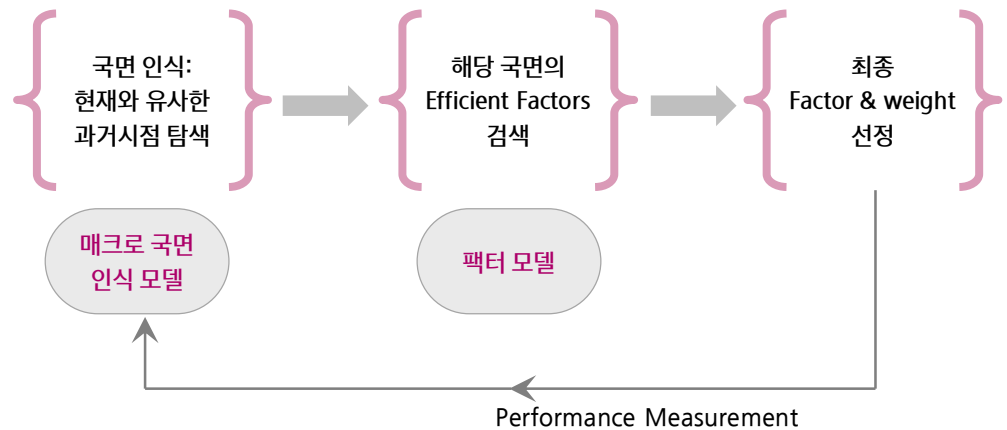 국면 인식:
현재와 유사한
과거시점 탐색
해당 국면의
Efficient Factors
검색
최종
Factor & weight
선정
매크로 국면
인식 모델
팩터 모델
Performance Measurement